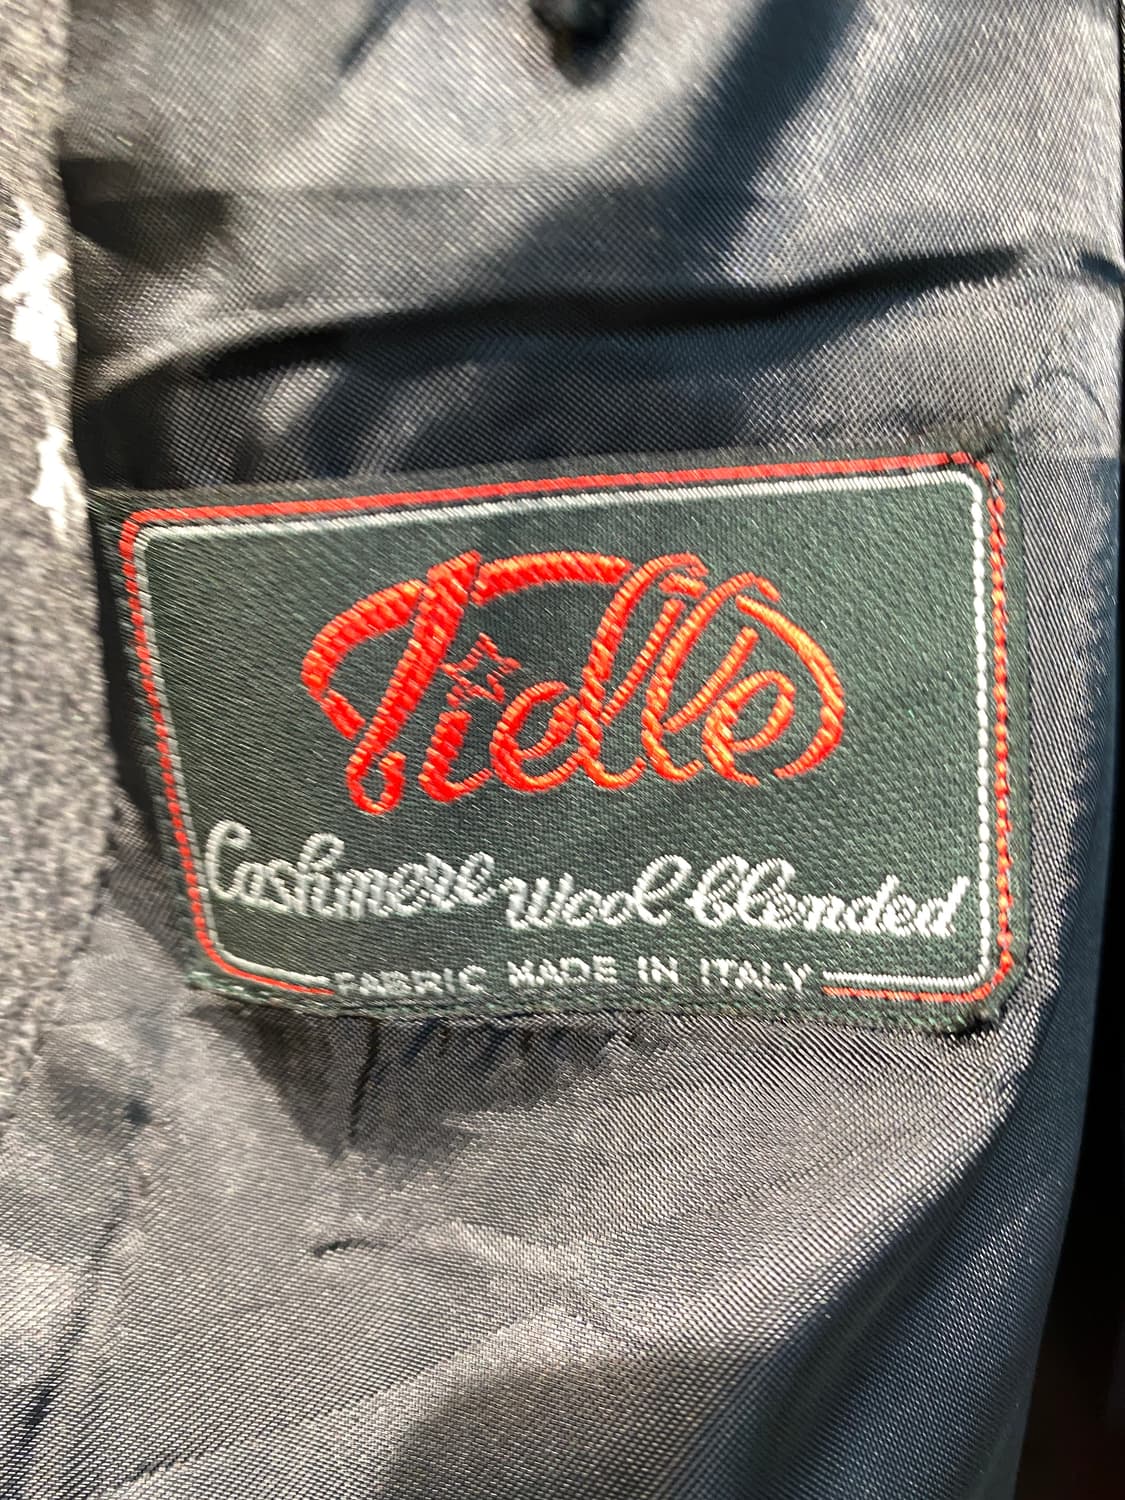 Tielle
Cashmere wool blended
FABRIC MADE IN ITALY